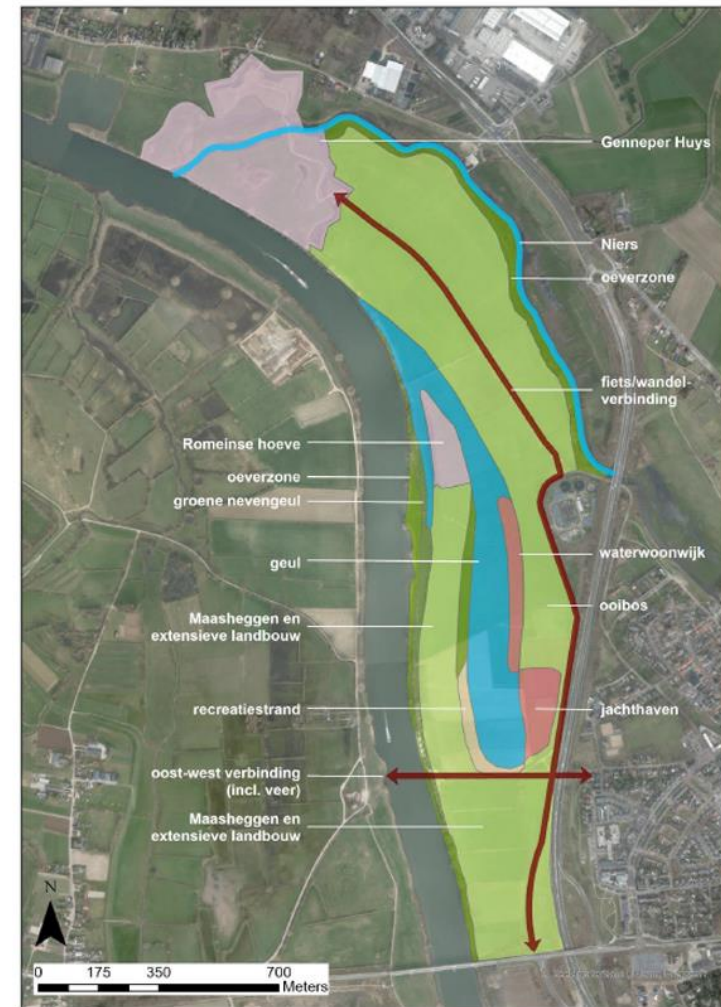 Genneper Huys
Niers
oeverzone
fiets/wandel-
verbinding
Romeinse hoeve
oeverzone
groene nevengeul
geul
waterwoonwijk
ooibos
Maasheggen en
extensieve landbouw
recreatiestrand
jachthaven
oost-west verbinding
(incl. veer)
Maasheggen en
extensieve landbouw
N
0 175 350 700
Meters